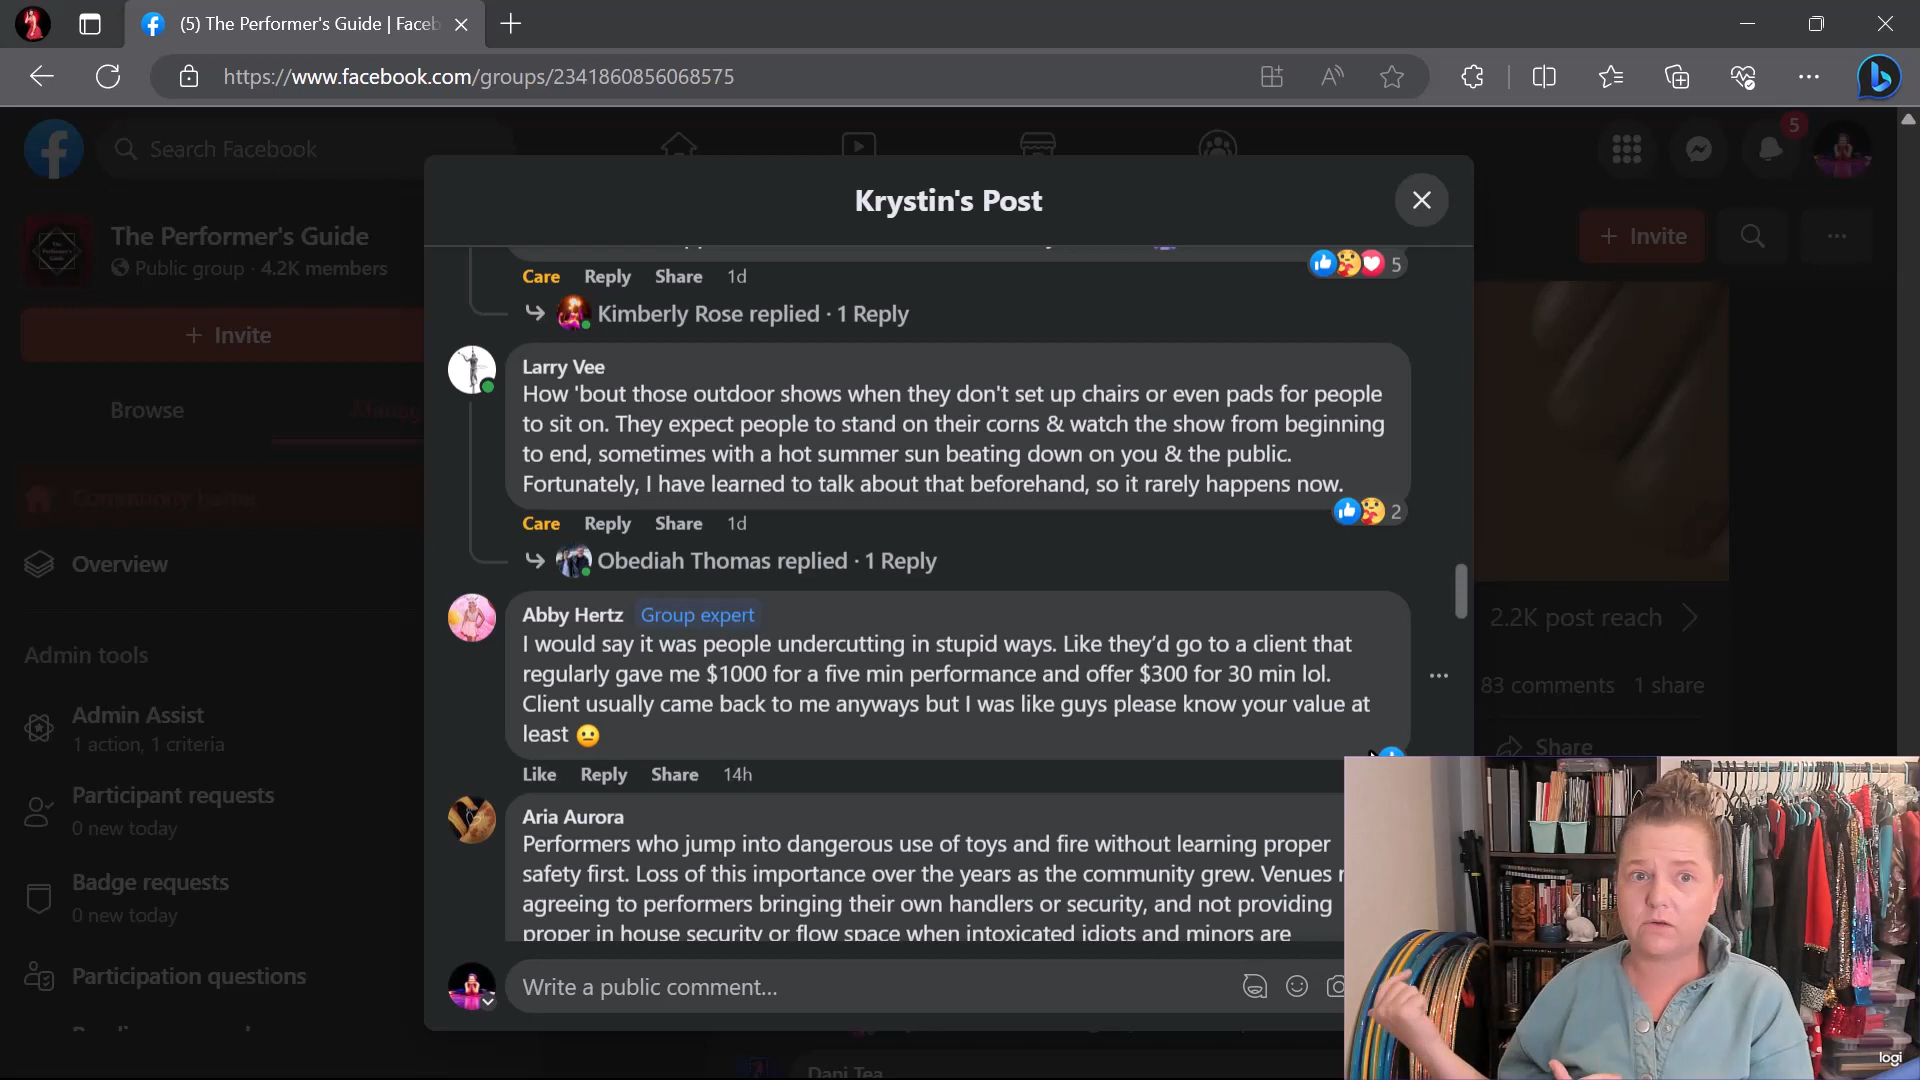 (5) The Performer's Guide | Faceb
https://www.facebook.com/groups/2341860856068575
Search Facebook
5
The Performer's Guide
Public group · 4.2K members
+ Invite
Browse
Community home
Overview
Admin tools
Admin Assist
1 action, 1 criteria
Participant requests
0 new today
Badge requests
0 new today
Participation questions
Krystin's Post
Care Reply Share 1d
5
Kimberly Rose replied · 1 Reply
Larry Vee
How 'bout those outdoor shows when they don't set up chairs or even pads for people
to sit on. They expect people to stand on their corns & watch the show from beginning
to end, sometimes with a hot summer sun beating down on you & the public.
Fortunately, I have learned to talk about that beforehand, so it rarely happens now.
2
Care Reply Share 1d
Obediah Thomas replied · 1 Reply
Abby Hertz Group expert
I would say it was people undercutting in stupid ways. Like they’d go to a client that
regularly gave me $1000 for a five min performance and offer $300 for 30 min lol.
Client usually came back to me anyways but I was like guys please know your value at
least 😐
Like Reply Share 14h
Aria Aurora
Performers who jump into dangerous use of toys and fire without learning proper
safety first. Loss of this importance over the years as the community grew. Venues
agreeing to performers bringing their own handlers or security, and not providing
proper in house security or flow space when intoxicated idiots and minors are
Write a public comment...
Dani Tea
+ Invite
2.2K post reach
83 comments 1 share
Share
logi